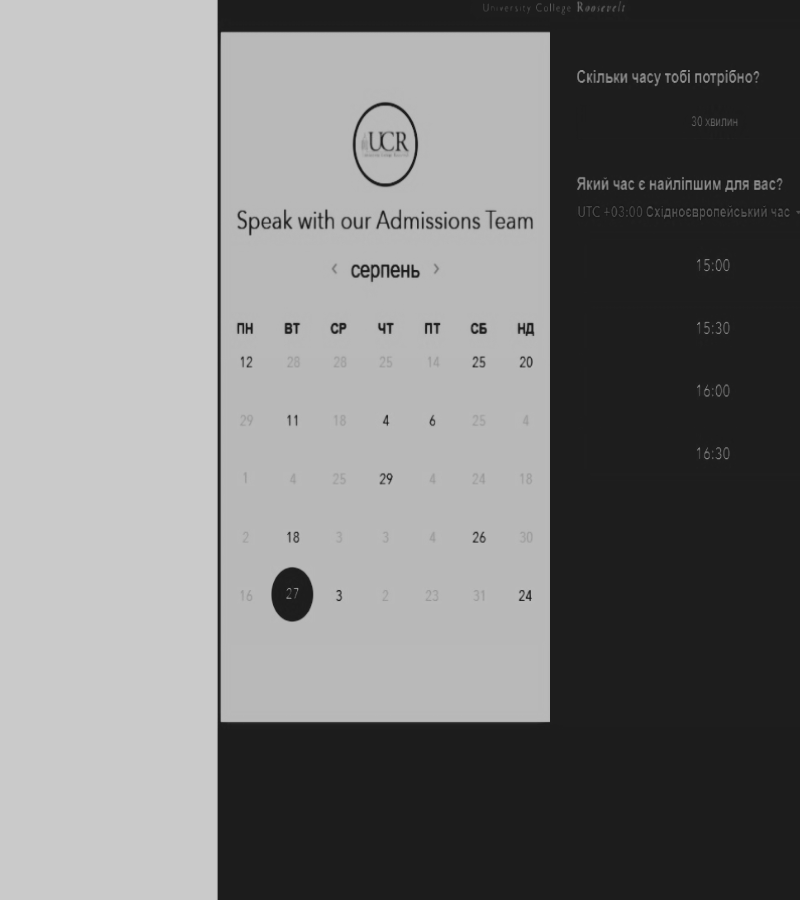 University College Roosevelt
UCR
Speak with our Admissions Team
‹ серпень ›
ПН ВТ СР ЧТ ПТ СБ НД
12 28 28 25 14 25 20
29 11 18 4 6 25 4
1 4 25 29 4 24 18
2 18 3 3 4 26 30
16 27 3 2 23 31 24
Скільки часу тобі потрібно?
30 хвилин
Який час є найліпшим для вас?
UTC +03:00 Східноєвропейський час
15:00
15:30
16:00
16:30